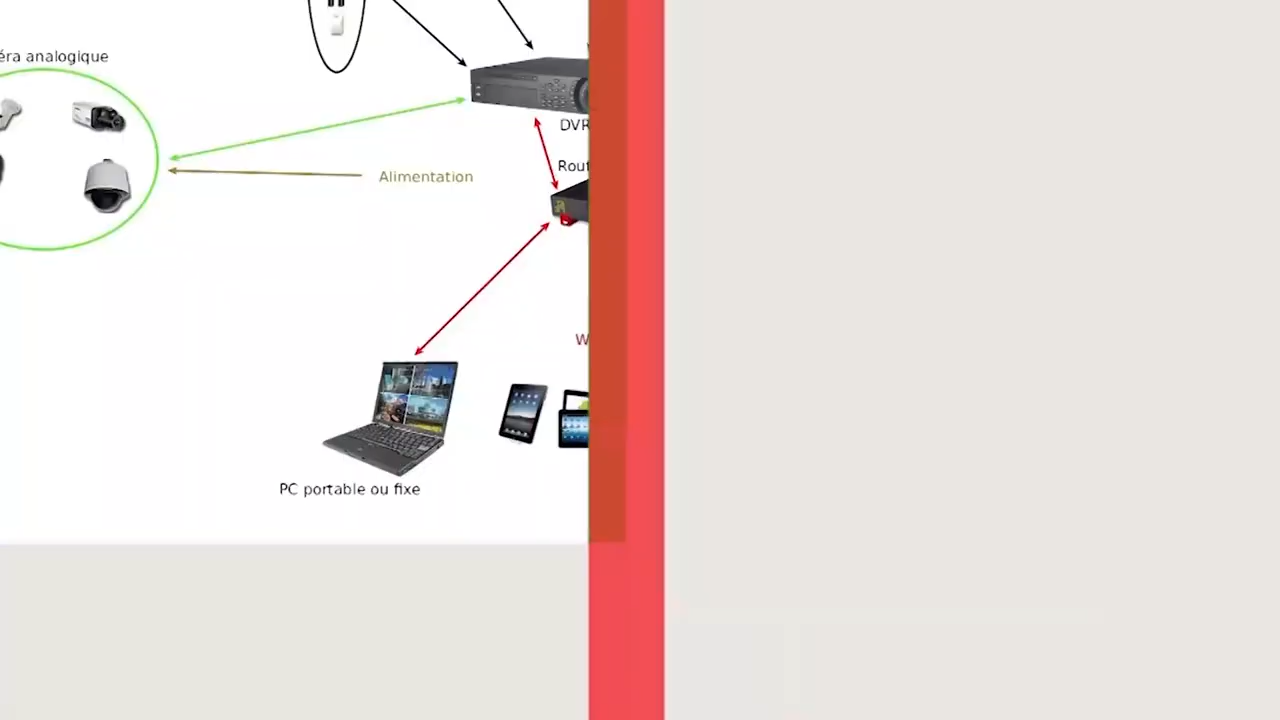 éra analogique
DVR
Rout
Alimentation
W
PC portable ou fixe